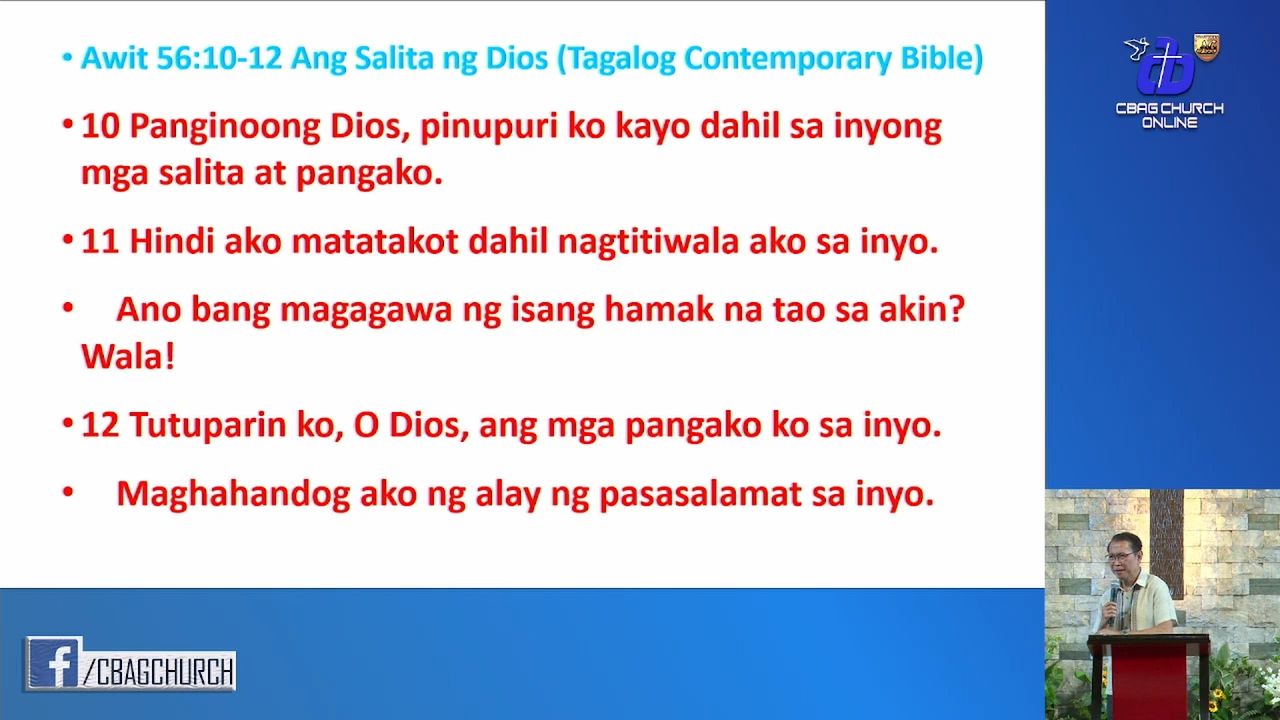 • Awit 56:10-12 Ang Salita ng Dios (Tagalog Contemporary Bible)
• 10 Panginoong Dios, pinupuri ko kayo dahil sa inyong
mga salita at pangako.
• 11 Hindi ako matatakot dahil nagtitiwala ako sa inyo.
• Ano bang magagawa ng isang hamak na tao sa akin?
Wala!
• 12 Tutuparin ko, O Dios, ang mga pangako ko sa inyo.
• Maghahandog ako ng alay ng pasasalamat sa inyo.
CBAG CHURCH
ONLINE
f/CBAGCHURCH